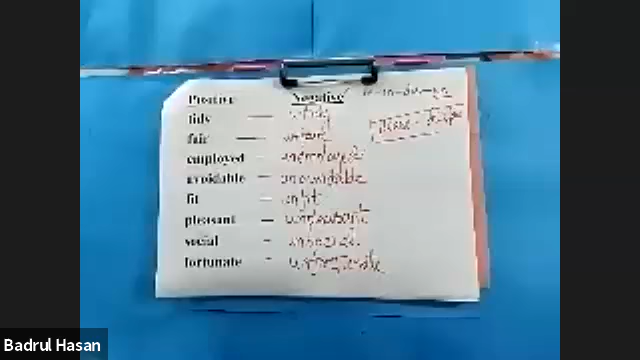 Positive Negative
tidy — untidy
fair — unfair
employed — unemployed
avoidable — unavoidable
fit — unfit
pleasant — unpleasant
social — unsocial
fortunate — unfortunate
Badrul Hasan